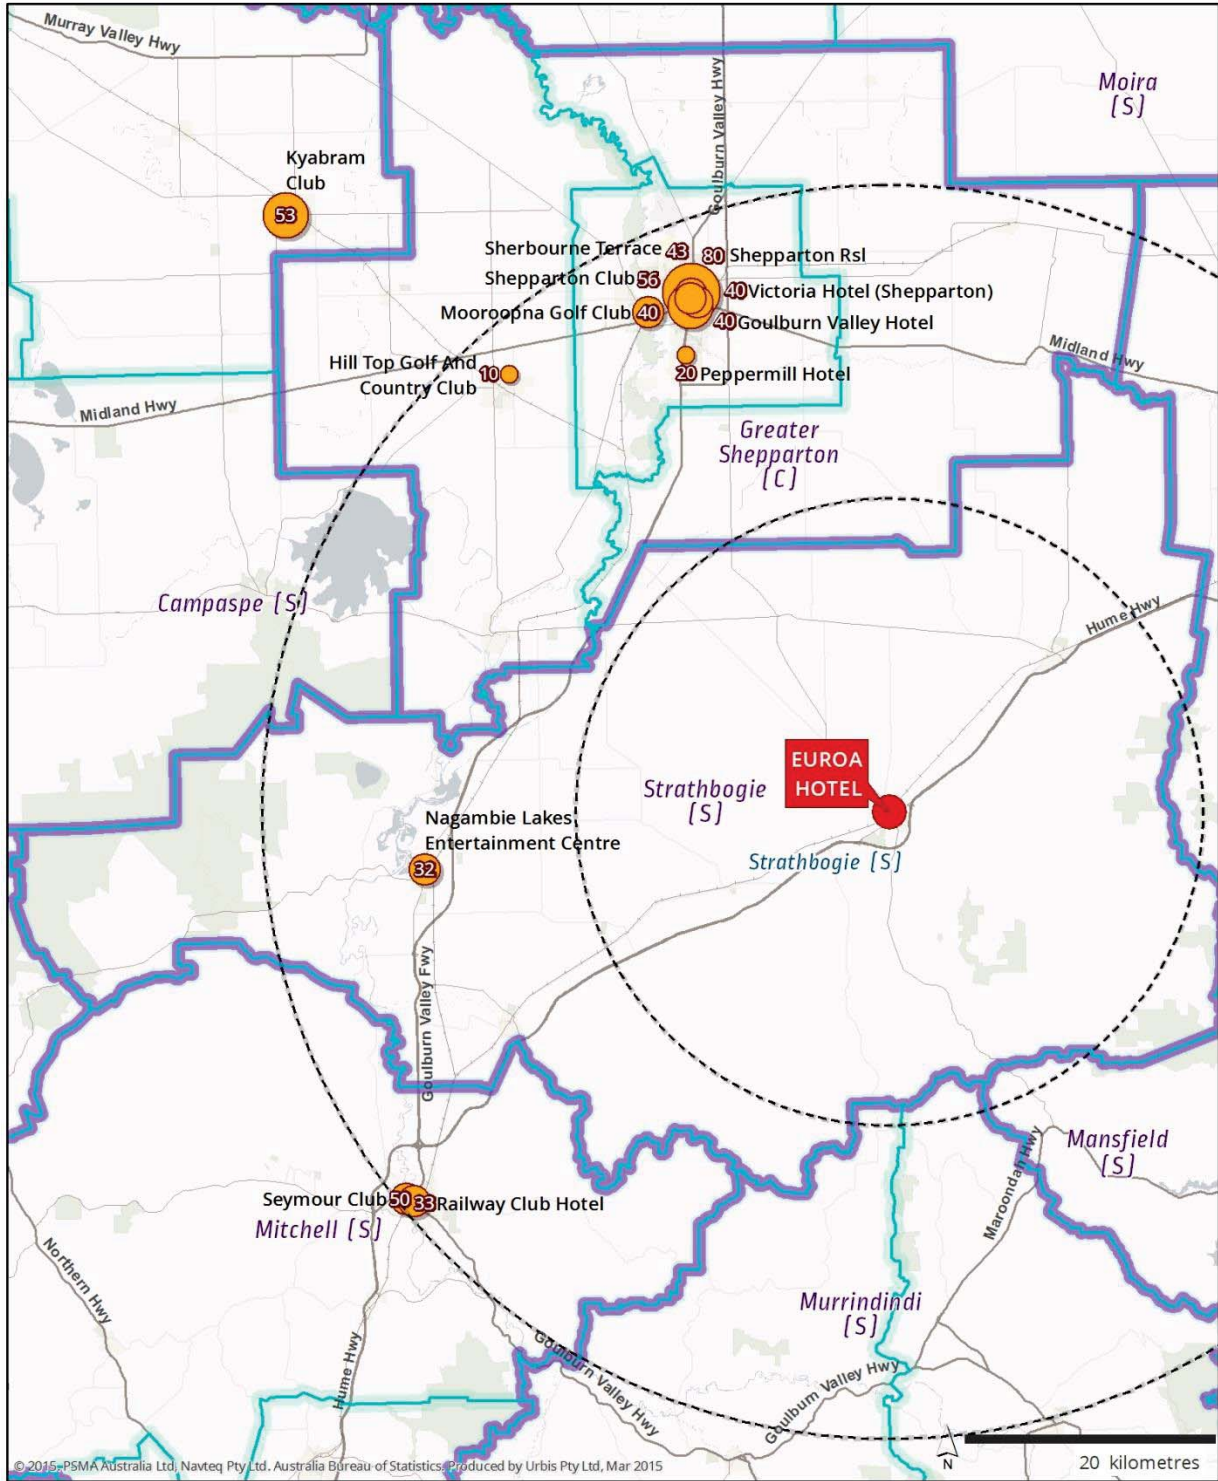 Murray Valley Hwy
Goulburn Valley Hwy
Moira
[S]
Kyabram
Club
53
Sherbourne Terrace 43
80 Shepparton Rsl
Shepparton Club 56
40 Victoria Hotel (Shepparton)
Mooroopna Golf Club 40
40 Goulburn Valley Hotel
Hill Top Golf And
Country Club
10
20 Peppermill Hotel
Midland Hwy
Midland Hwy
Greater
Shepparton
[C]
Campaspe [S]
Hume Hwy
EUROA
HOTEL
Strathbogie
[S]
Strathbogie [S]
Nagambie Lakes
Entertainment Centre
32
Goulburn Valley Fwy
Mansfield
[S]
Maroondah Hwy
Seymour Club 50
33 Railway Club Hotel
Mitchell [S]
Northern Hwy
Murrindindi
[S]
Hume Hwy
Goulburn Valley Hwy
Goulburn Valley Hwy
N
20 kilometres
© 2015, PSMA Australia Ltd, Navteq Pty Ltd, Australia Bureau of Statistics. Produced by Urbis Pty Ltd, Mar 2015